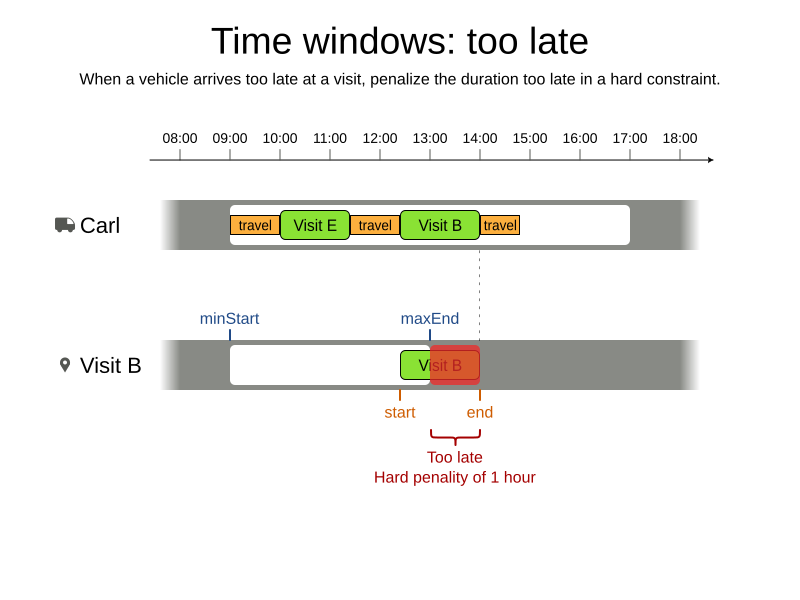 Time windows: too late
When a vehicle arrives too late at a visit, penalize the duration too late in a hard constraint.
08:00 09:00 10:00 11:00 12:00 13:00 14:00 15:00 16:00 17:00 18:00
Carl travel Visit E travel Visit B travel
minStart maxEnd
Visit B Visit B
start end
Too late
Hard penality of 1 hour